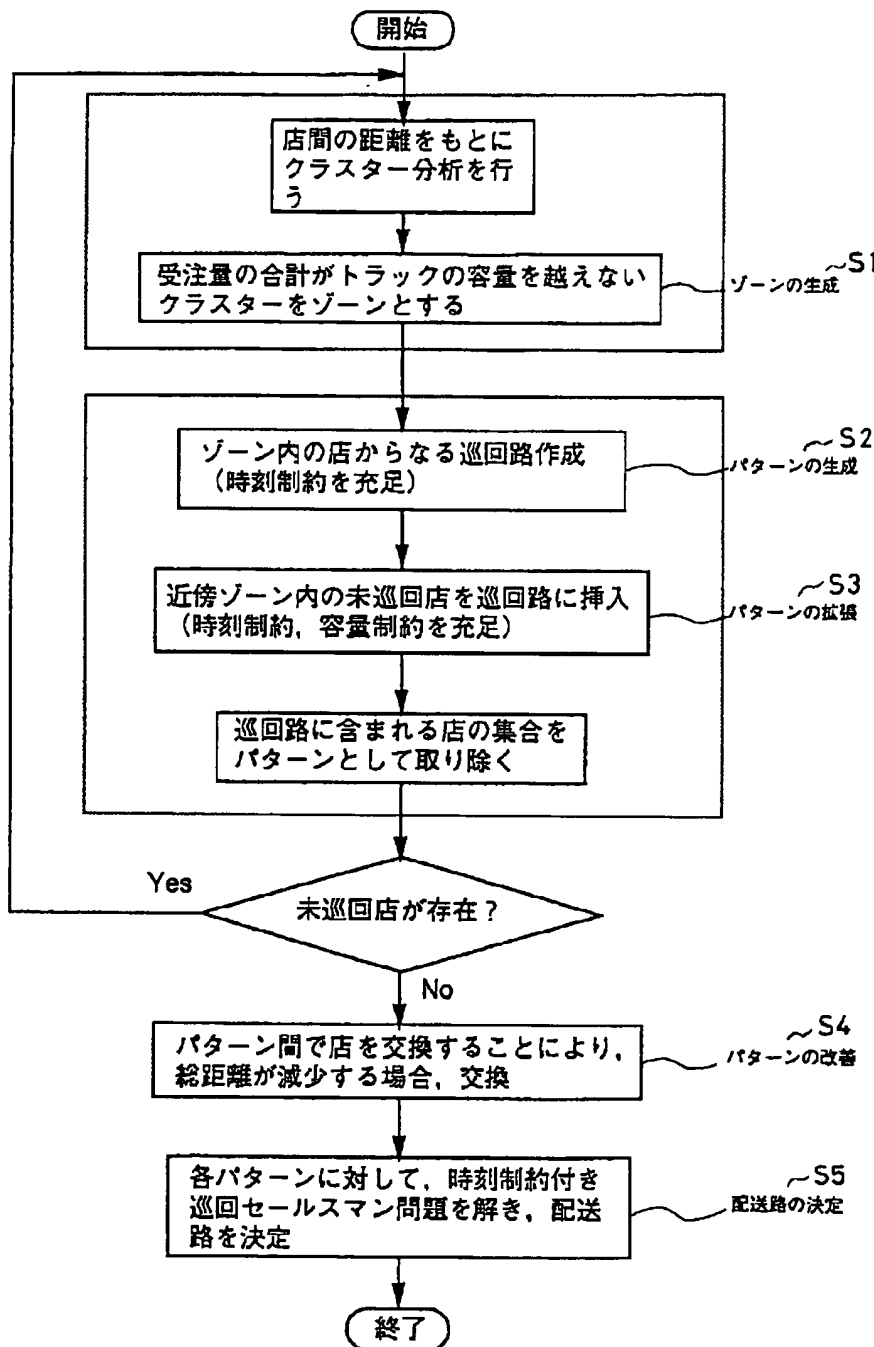 開始
店間の距離をもとに
クラスター分析を行
う
受注量の合計がトラックの容量を越えない
クラスターをゾーンとする
S1
ゾーンの生成
ゾーン内の店からなる巡回路作成
(時刻制約を充足)
S2
パターンの生成
近傍ゾーン内の未巡回店を巡回路に挿入
(時刻制約,容量制約を充足)
S3
パターンの拡張
巡回路に含まれる店の集合を
パターンとして取り除く
Yes
未巡回店が存在?
No
パターン間で店を交換することにより,
総距離が減少する場合,交換
S4
パターンの改善
各パターンに対して,時刻制約付き
巡回セールスマン問題を解き,配送
路を決定
S5
配送路の決定
終了